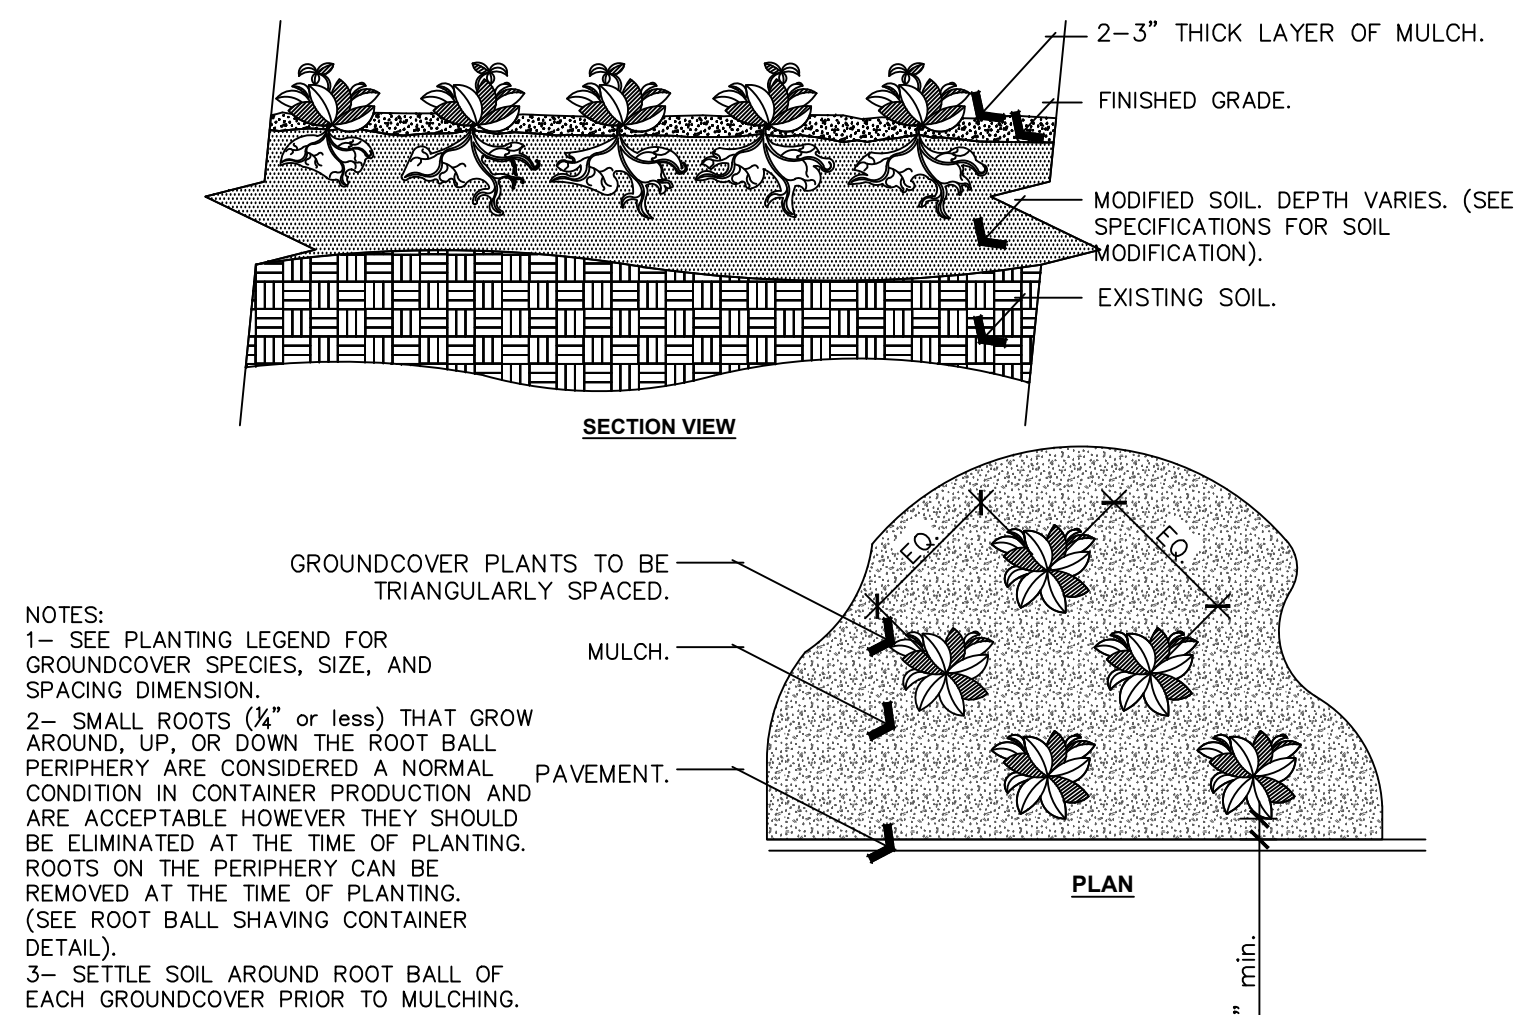 2–3” THICK LAYER OF MULCH.
FINISHED GRADE.
MODIFIED SOIL. DEPTH VARIES. (SEE
SPECIFICATIONS FOR SOIL
MODIFICATION).
EXISTING SOIL.
SECTION VIEW
EQ.
EQ
GROUNDCOVER PLANTS TO BE
TRIANGULARLY SPACED.
MULCH.
PAVEMENT.
PLAN
” min.
NOTES:
1– SEE PLANTING LEGEND FOR
GROUNDCOVER SPECIES, SIZE, AND
SPACING DIMENSION.
2– SMALL ROOTS (¼” or less) THAT GROW
AROUND, UP, OR DOWN THE ROOT BALL
PERIPHERY ARE CONSIDERED A NORMAL
CONDITION IN CONTAINER PRODUCTION AND
ARE ACCEPTABLE HOWEVER THEY SHOULD
BE ELIMINATED AT THE TIME OF PLANTING.
ROOTS ON THE PERIPHERY CAN BE
REMOVED AT THE TIME OF PLANTING.
(SEE ROOT BALL SHAVING CONTAINER
DETAIL).
3– SETTLE SOIL AROUND ROOT BALL OF
EACH GROUNDCOVER PRIOR TO MULCHING.